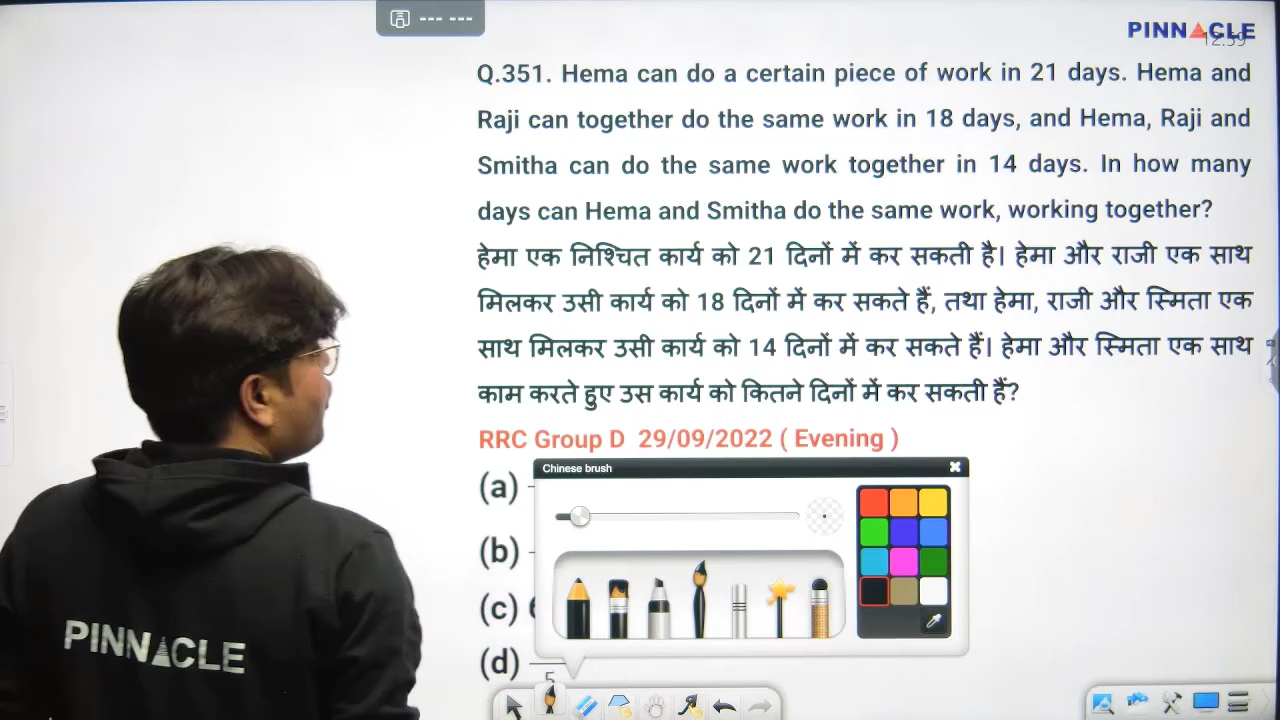 PINNACLE
12:59
Q.351. Hema can do a certain piece of work in 21 days. Hema and
Raji can together do the same work in 18 days, and Hema, Raji and
Smitha can do the same work together in 14 days. In how many
days can Hema and Smitha do the same work, working together?
हेमा एक निश्चित कार्य को 21 दिनों में कर सकती है। हेमा और राजी एक साथ
मिलकर उसी कार्य को 18 दिनों में कर सकते हैं, तथा हेमा, राजी और स्मिता एक
साथ मिलकर उसी कार्य को 14 दिनों में कर सकते हैं। हेमा और स्मिता एक साथ
काम करते हुए उस कार्य को कितने दिनों में कर सकती हैं?
RRC Group D 29/09/2022 ( Evening )
Chinese brush
(a)
(b)
(c)
(d)
5
PINNACLE